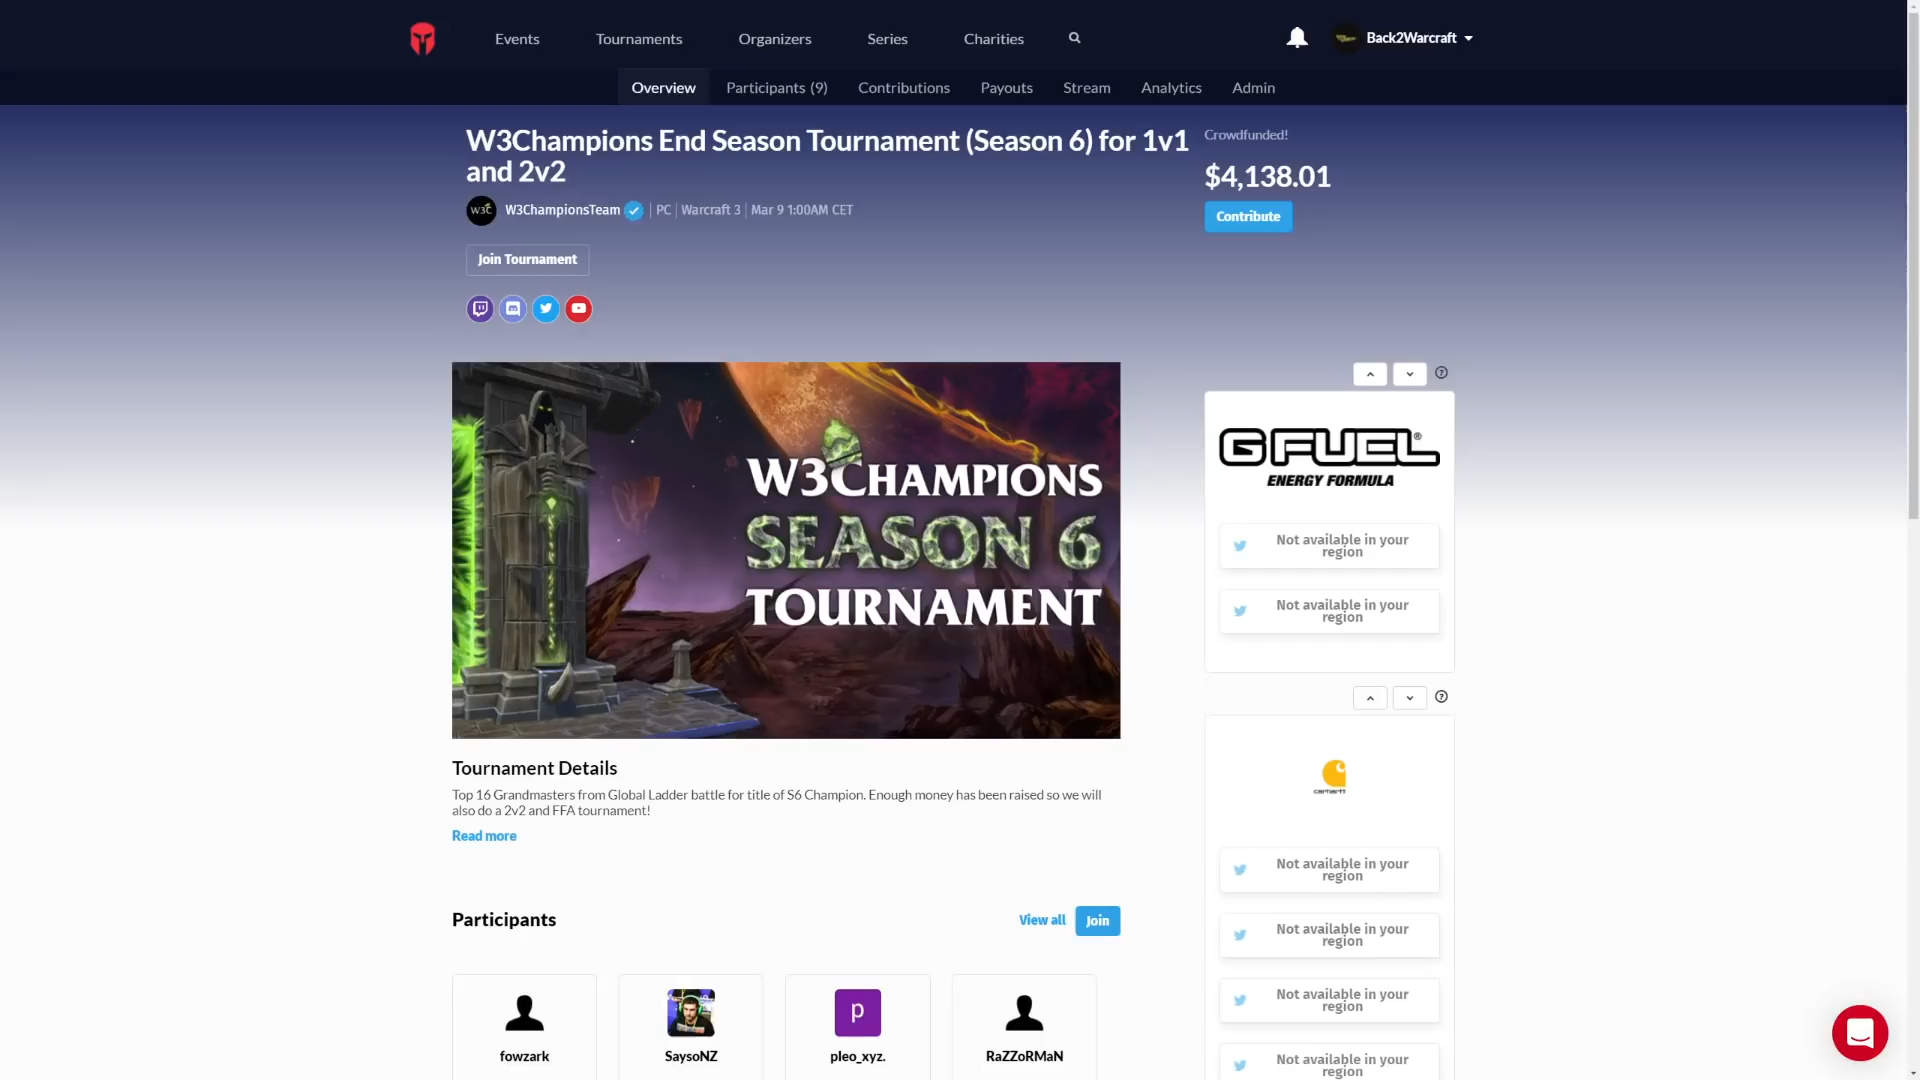 Events
Tournaments
Organizers
Series
Charities
Back2Warcraft
Overview
Participants (9)
Contributions
Payouts
Stream
Analytics
Admin
W3Champions End Season Tournament (Season 6) for 1v1
and 2v2
W3C
W3ChampionsTeam
PC
Warcraft 3
Mar 9 1:00AM CET
Crowdfunded!
$4,138.01
Contribute
Join Tournament
W3CHAMPIONS
SEASON 6
TOURNAMENT
GFUEL®
ENERGY FORMULA
Not available in your
region
Not available in your
region
carhartt
Tournament Details
Top 16 Grandmasters from Global Ladder battle for title of S6 Champion. Enough money has been raised so we will
also do a 2v2 and FFA tournament!
Read more
Not available in your
region
Not available in your
region
Not available in your
region
Not available in your
region
Participants
View all
Join
fowzark
SaysoNZ
p
pleo_xyz.
RaZZoRMaN